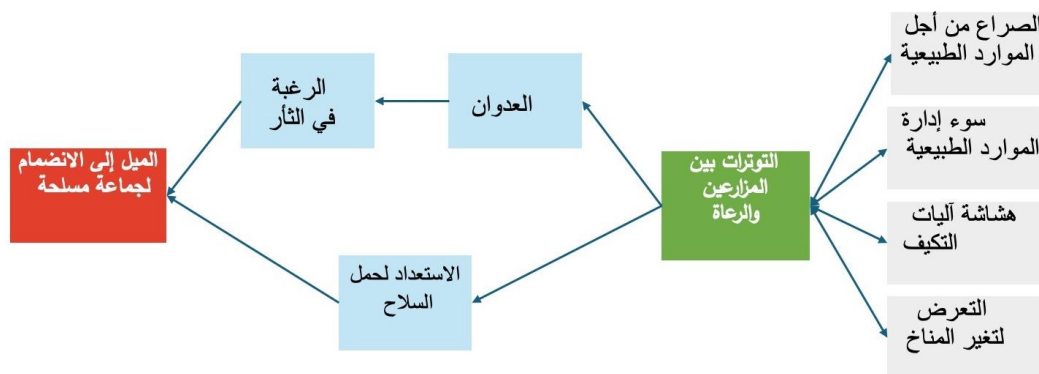 الصراع من أجل
الموارد الطبيعية
سوء إدارة
الموارد الطبيعية
هشاشة آليات
التكيف
التعرض
لتغير المناخ
التوترات بين
المزارعين
والرعاة
العدوان
الرغبة
في الثأر
الاستعداد لحمل
السلاح
الميل إلى الانضمام
لجماعة مسلحة